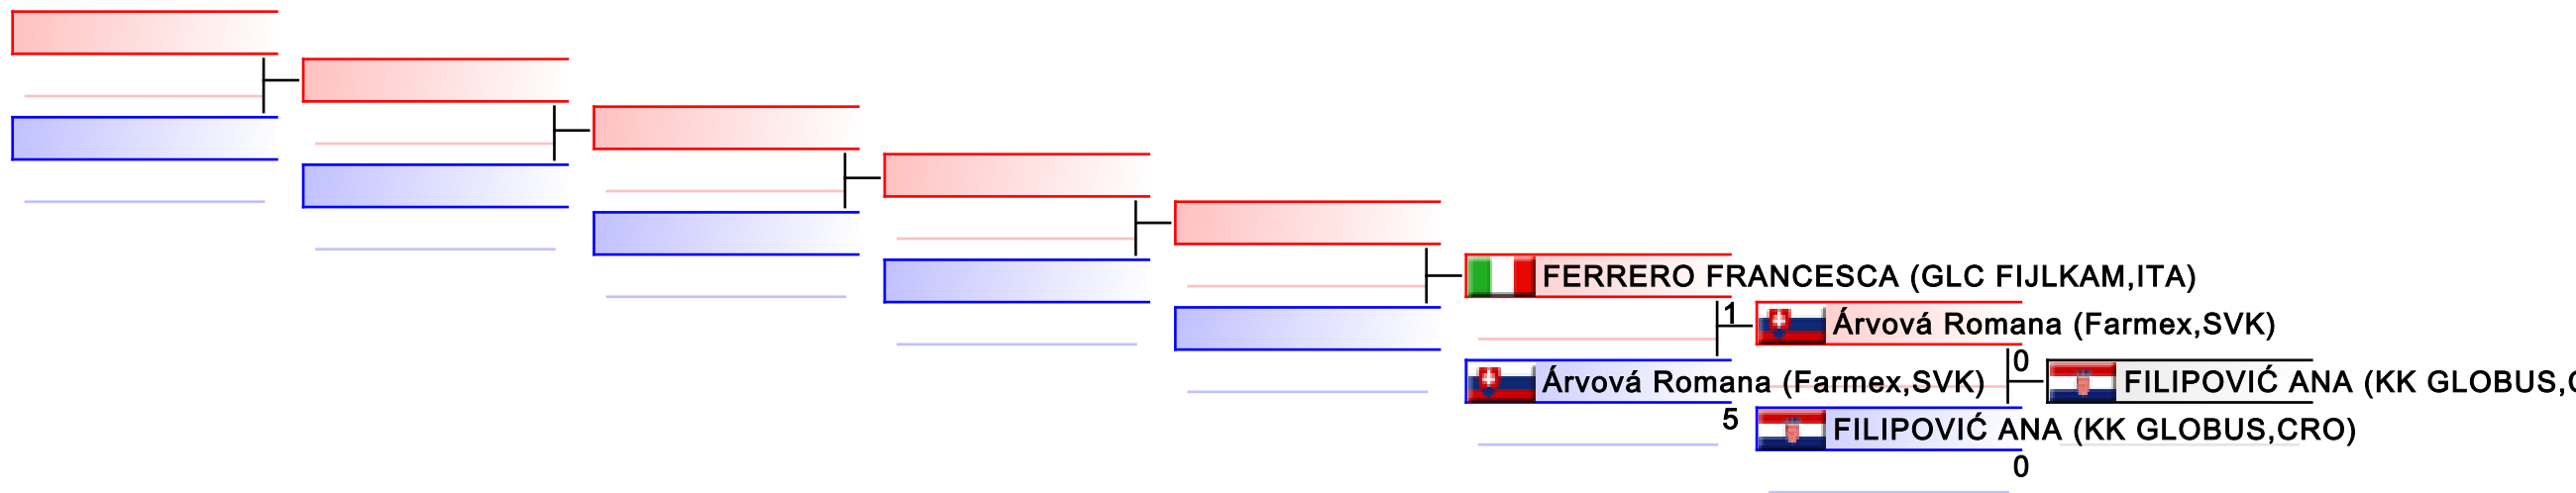 FERRERO FRANCESCA (GLC FIJLKAM,ITA)
1
Árvová Romana (Farmex,SVK)
0
Árvová Romana (Farmex,SVK)
FILIPOVIĆ ANA (KK GLOBUS,
5
FILIPOVIĆ ANA (KK GLOBUS,CRO)
0